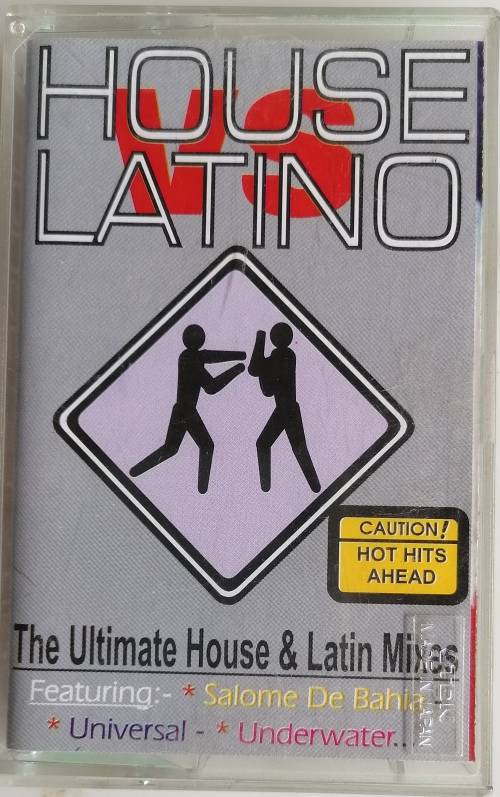 HOUSE
VS
LATINO
CAUTION!
HOT HITS
AHEAD
The Ultimate House & Latin Mixes
Featuring:- * Salome De Bahia
* Universal - * Underwater...